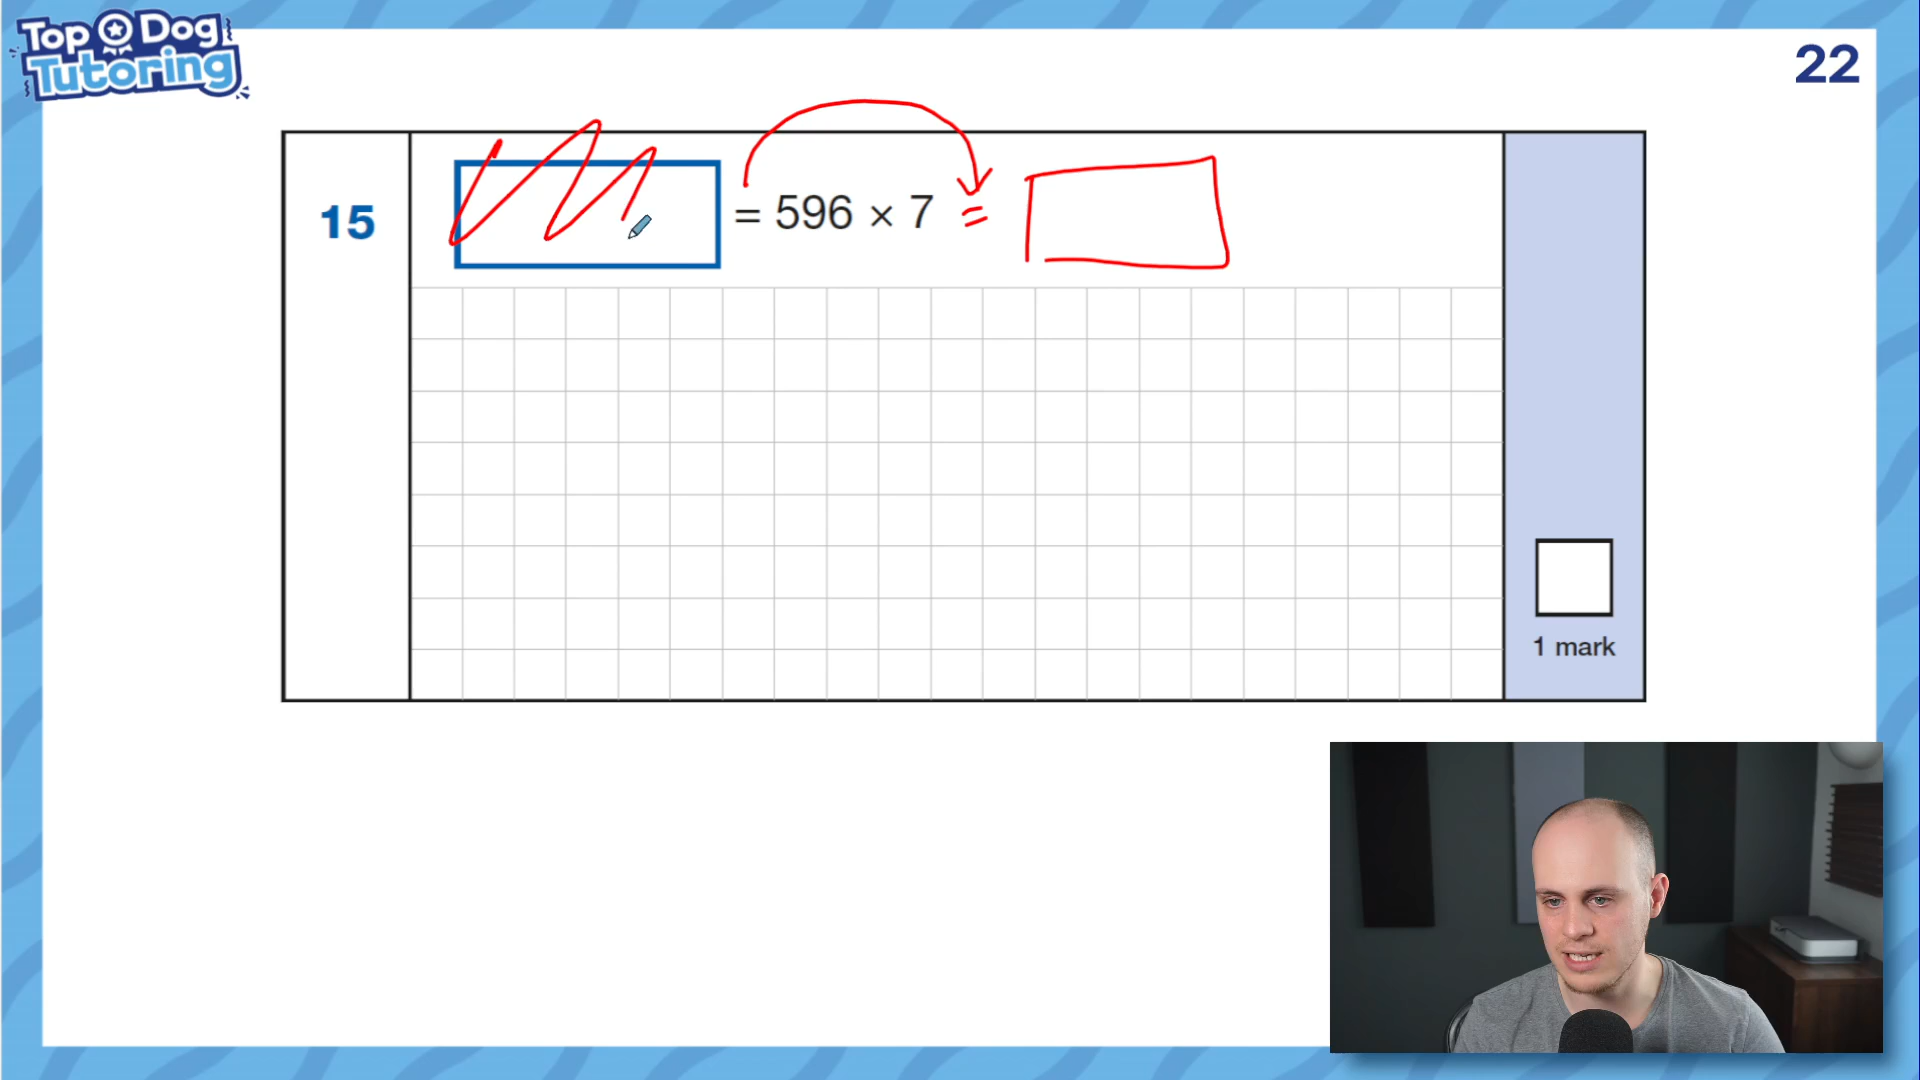 Top Dog
Tutoring
22
15
= 596 × 7 =
1 mark